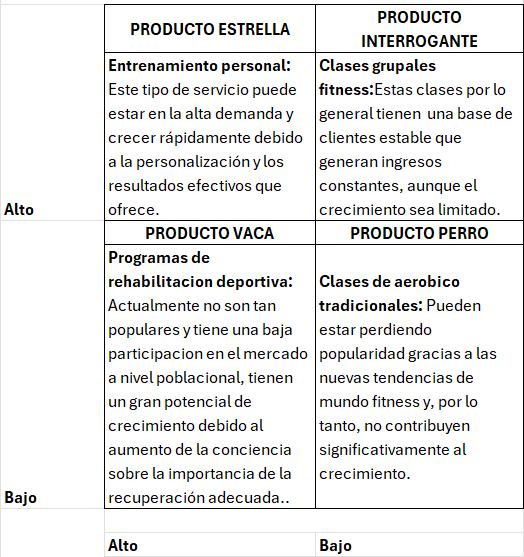 PRODUCTO ESTRELLA
PRODUCTO
INTERROGANTE
Entrenamiento personal:
Este tipo de servicio puede
estar en la alta demanda y
crecer rápidamente debido
a la personalización y los
resultados efectivos que
ofrece.
Clases grupales
fitness:Estas clases por lo
general tienen una base de
clientes estable que
generan ingresos
constantes, aunque el
crecimiento sea limitado.
Alto
PRODUCTO VACA
PRODUCTO PERRO
Programas de
rehabilitacion deportiva:
Actualmente no son tan
populares y tiene una baja
participacion en el mercado
a nivel poblacional, tienen
un gran potencial de
crecimiento debido al
aumento de la conciencia
sobre la importancia de la
recuperación adecuada..
Clases de aerobico
tradicionales: Pueden
estar perdiendo
popularidad gracias a las
nuevas tendencias de
mundo fitness y, por lo
tanto, no contribuyen
significativamente al
crecimiento.
Bajo
Alto
Bajo